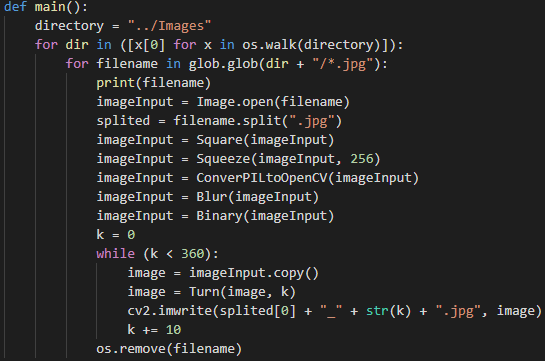 def main():
    directory = "../Images"
    for dir in ([x[0] for x in os.walk(directory)]):
        for filename in glob.glob(dir + "/*.jpg"):
            print(filename)
            imageInput = Image.open(filename)
            splited = filename.split(".jpg")
            imageInput = Square(imageInput)
            imageInput = Squeeze(imageInput, 256)
            imageInput = ConverPILtoOpenCV(imageInput)
            imageInput = Blur(imageInput)
            imageInput = Binary(imageInput)
            k = 0
            while (k < 360):
                image = imageInput.copy()
                image = Turn(image, k)
                cv2.imwrite(splited[0] + "_" + str(k) + ".jpg", image)
                k += 10
            os.remove(filename)